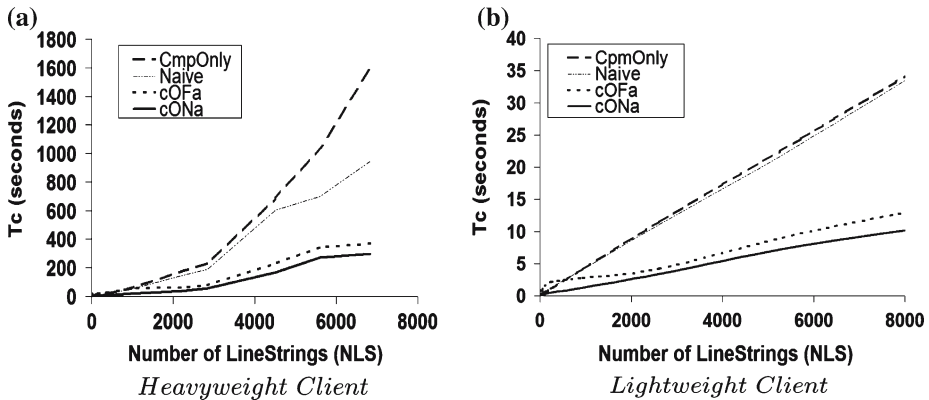 (a)
1800
1600
1400
1200
1000
800
600
400
200
0
Tc (seconds)
CmpOnly
Naive
cOFa
cONa
0 2000 4000 6000 8000
Number of LineStrings (NLS)
Heavyweight Client
(b)
40
35
30
25
20
15
10
5
0
Tc (seconds)
CpmOnly
Naive
cOFa
cONa
0 2000 4000 6000 8000
Number of LineStrings (NLS)
Lightweight Client